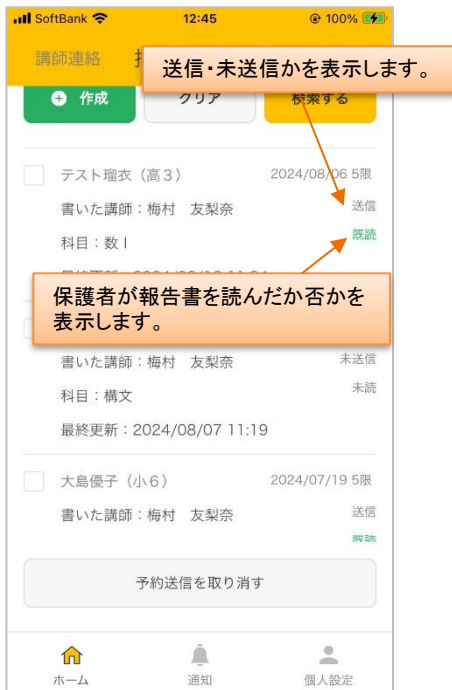 SoftBank 12:45 100%
講師連絡
送信・未送信かを表示します。
作成 クリア 検索する
テスト瑠衣（高３） 2024/08/06 5限
書いた講師：梅村　友梨奈 送信
科目：数Ⅰ 既読
保護者が報告書を読んだか否かを
表示します。
書いた講師：梅村　友梨奈 未送信
科目：構文 未読
最終更新：2024/08/07 11:19
大島優子（小６） 2024/07/19 5限
書いた講師：梅村　友梨奈 送信
既読
予約送信を取り消す
ホーム 通知 個人設定